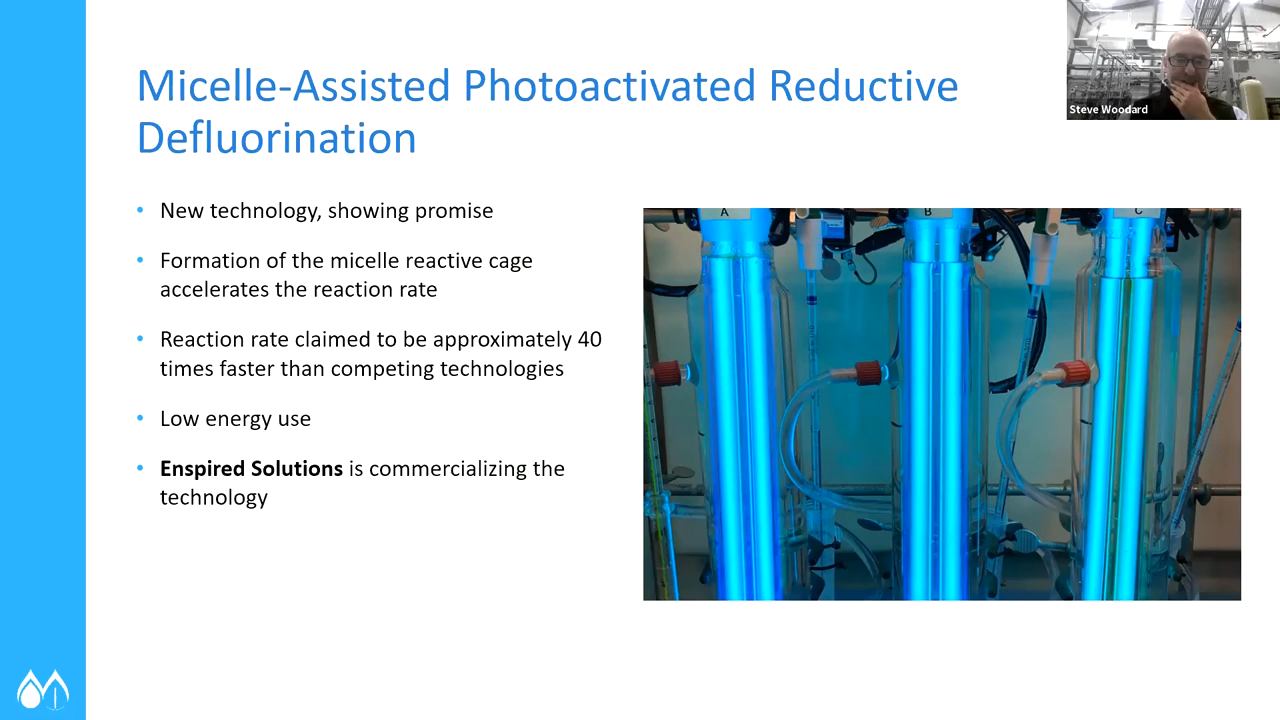 Micelle-Assisted Photoactivated Reductive
Defluorination
Steve Woodard
• New technology, showing promise
• Formation of the micelle reactive cage
accelerates the reaction rate
• Reaction rate claimed to be approximately 40
times faster than competing technologies
• Low energy use
• Enspired Solutions is commercializing the
technology
A
B
C